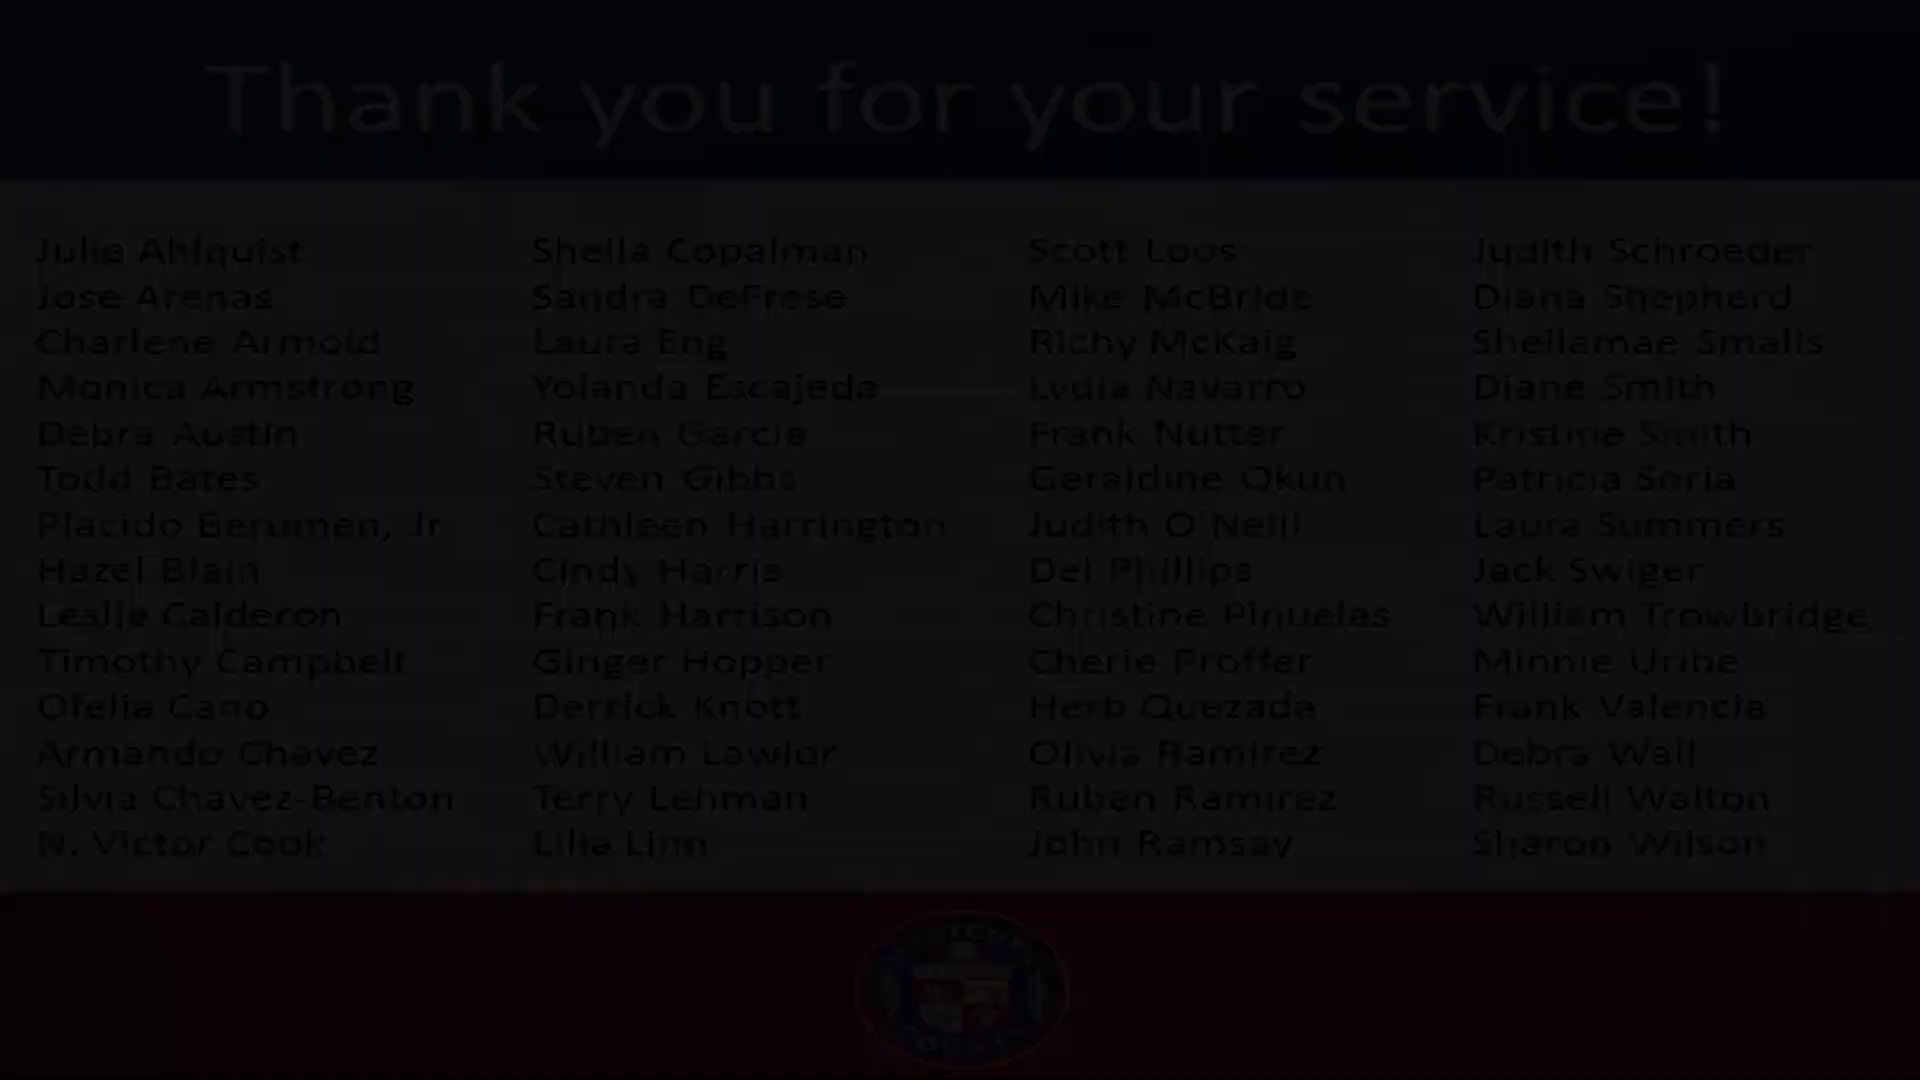 Thank you for your service!
Julie Ahlquist
Jose Arenas
Charlene Armold
Monica Armstrong
Debra Austin
Todd Bates
Placido Berumen, Jr
Hazel Blain
Leslie Calderon
Timothy Campbell
Ofelia Cano
Armando Chavez
Silvia Chavez-Benton
N. Victor Cook
Sheila Copalman
Sandra DeFrese
Laura Eng
Yolanda Escajeda
Ruben Garcia
Steven Gibbs
Cathleen Harrington
Cindy Harris
Frank Harrison
Ginger Hopper
Derrick Knott
William Lawlor
Terry Lehman
Lilia Linn
Scott Loos
Mike McBride
Richy McKaig
Lydia Navarro
Frank Nutter
Geraldine Okun
Judith O'Neill
Del Phillips
Christine Pinuelas
Cherie Proffer
Herb Quezada
Olivia Ramirez
Ruben Ramirez
John Ramsay
Judith Schroeder
Diana Shepherd
Sheilamae Smalls
Diane Smith
Kristine Smith
Patricia Soria
Laura Summers
Jack Swiger
William Trowbridge
Minnie Uribe
Frank Valencia
Debra Wall
Russell Walton
Sharon Wilson